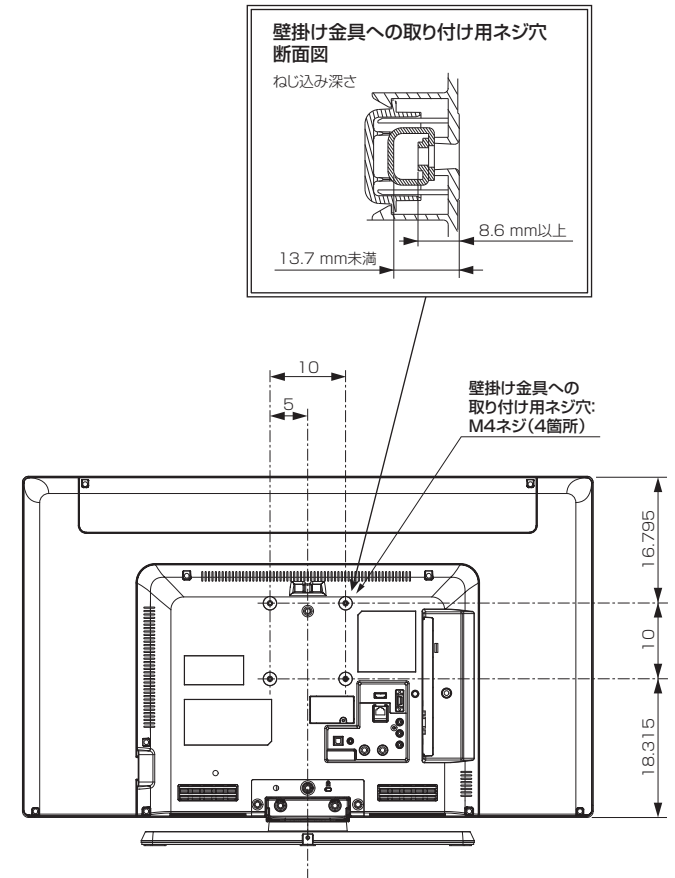 壁掛け金具への取り付け用ネジ穴
断面図
ねじ込み深さ
8.6 mm以上
13.7 mm未満
10
5
壁掛け金具への
取り付け用ネジ穴:
M4ネジ（4箇所）
16.795
10
18.315